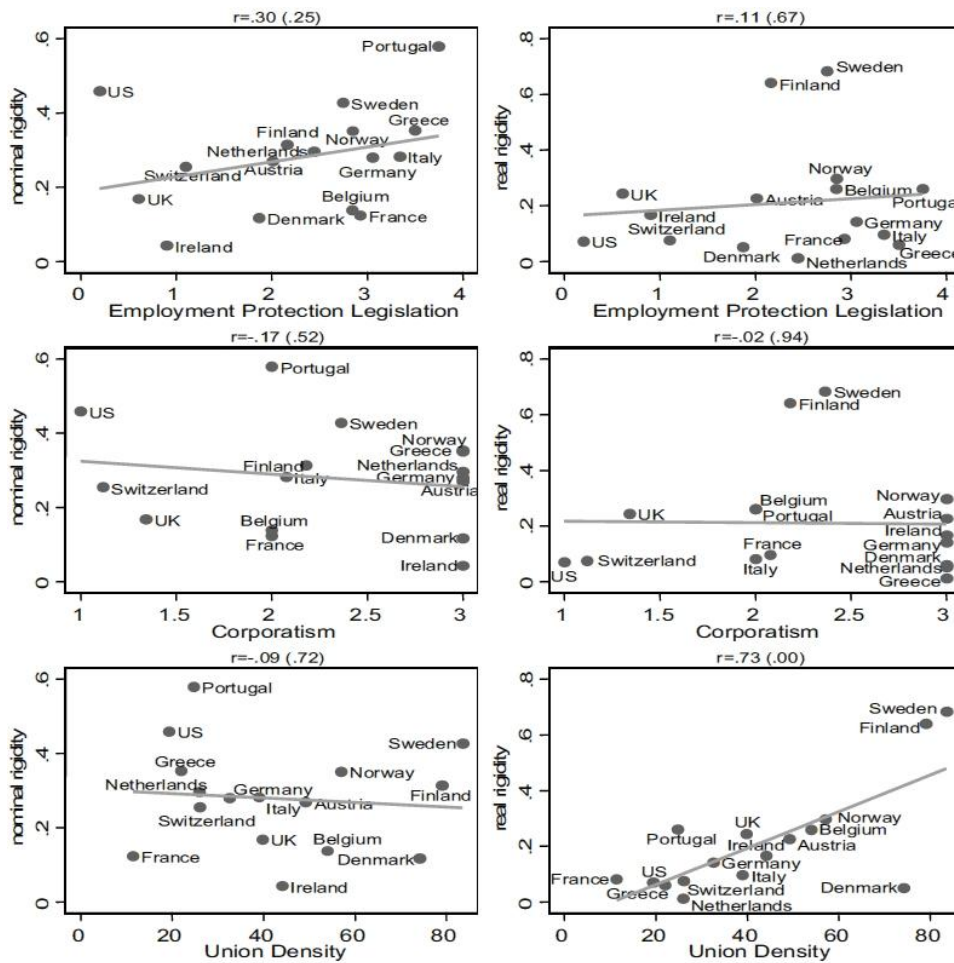 r=.30 (.25)
nominal rigidity
.6
.4
.2
0
Portugal
US
Sweden
Greece
Finland
Norway
Netherlands
Switzerland
Austria
Germany
Italy
UK
Belgium
Denmark
France
Ireland
0 1 2 3 4
Employment Protection Legislation
r=.11 (.67)
real rigidity
.8
.6
.4
.2
0
Sweden
Finland
Norway
UK
Austria
Belgium
Portugal
Ireland
Switzerland
Germany
US
France
Italy
Denmark
Greece
Netherlands
0 1 2 3 4
Employment Protection Legislation
r=-.17 (.52)
nominal rigidity
.6
.4
.2
0
Portugal
US
Sweden
Norway
Greece
Finland
Netherlands
Italy
Germany
Switzerland
Austria
UK
Belgium
France
Denmark
Ireland
1 1.5 2 2.5 3
Corporatism
r=-.02 (.94)
real rigidity
.8
.6
.4
.2
0
Sweden
Finland
Norway
Belgium
UK
Portugal
Austria
Ireland
France
Germany
US
Switzerland
Italy
Denmark
Netherlands
Greece
1 1.5 2 2.5 3
Corporatism
r=-.09 (.72)
nominal rigidity
.6
.4
.2
0
Portugal
US
Sweden
Greece
Norway
Netherlands
Germany
Finland
Switzerland
Italy
Austria
UK
Belgium
France
Denmark
Ireland
0 20 40 60 80
Union Density
r=.73 (.00)
real rigidity
.8
.6
.4
.2
0
Sweden
Finland
UK
Norway
Portugal
Belgium
Ireland
Austria
US
Germany
France
Italy
Greece
Switzerland
Denmark
Netherlands
0 20 40 60 80
Union Density